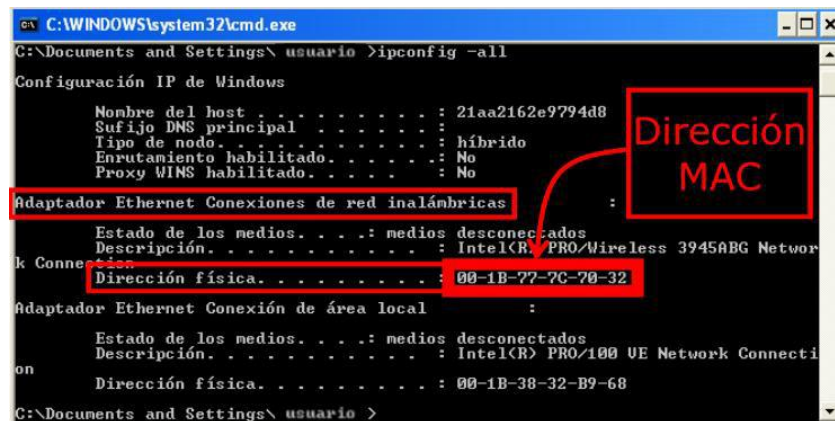 C:\WINDOWS\system32\cmd.exe
C:\Documents and Settings\ usuario >ipconfig -all
Configuración IP de Windows
Nombre del host . . . . . . . . . : 21aa2162e9794d8
Sufijo DNS principal . . . . . . :
Tipo de nodo. . . . . . . . . . . : híbrido
Enrutamiento habilitado. . . . . .: No
Proxy WINS habilitado. . . . . : No
Dirección
MAC
Adaptador Ethernet Conexiones de red inalámbricas :
Estado de los medios. . . .: medios desconectados
Descripción. . . . . . . . . . . : Intel(R) PRO/Wireless 3945ABG Networ
k Connection
Dirección física. . . . . . . . . : 00-1B-77-7C-70-32
Adaptador Ethernet Conexión de área local :
Estado de los medios. . . .: medios desconectados
Descripción. . . . . . . . . . . : Intel(R) PRO/100 VE Network Connecti
on
Dirección física. . . . . . . . . : 00-1B-38-32-B9-68
C:\Documents and Settings\ usuario >